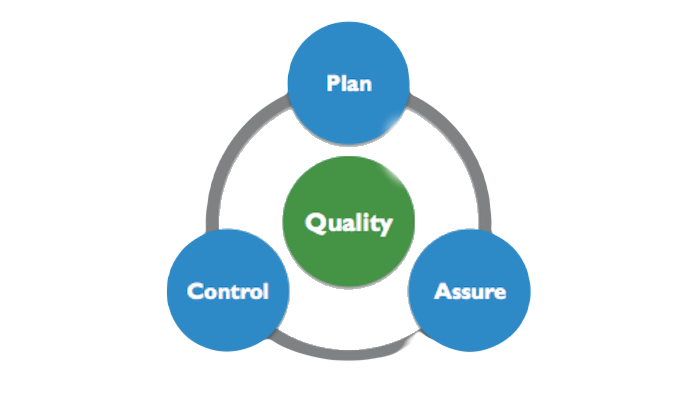 Plan
Quality
Control
Assure